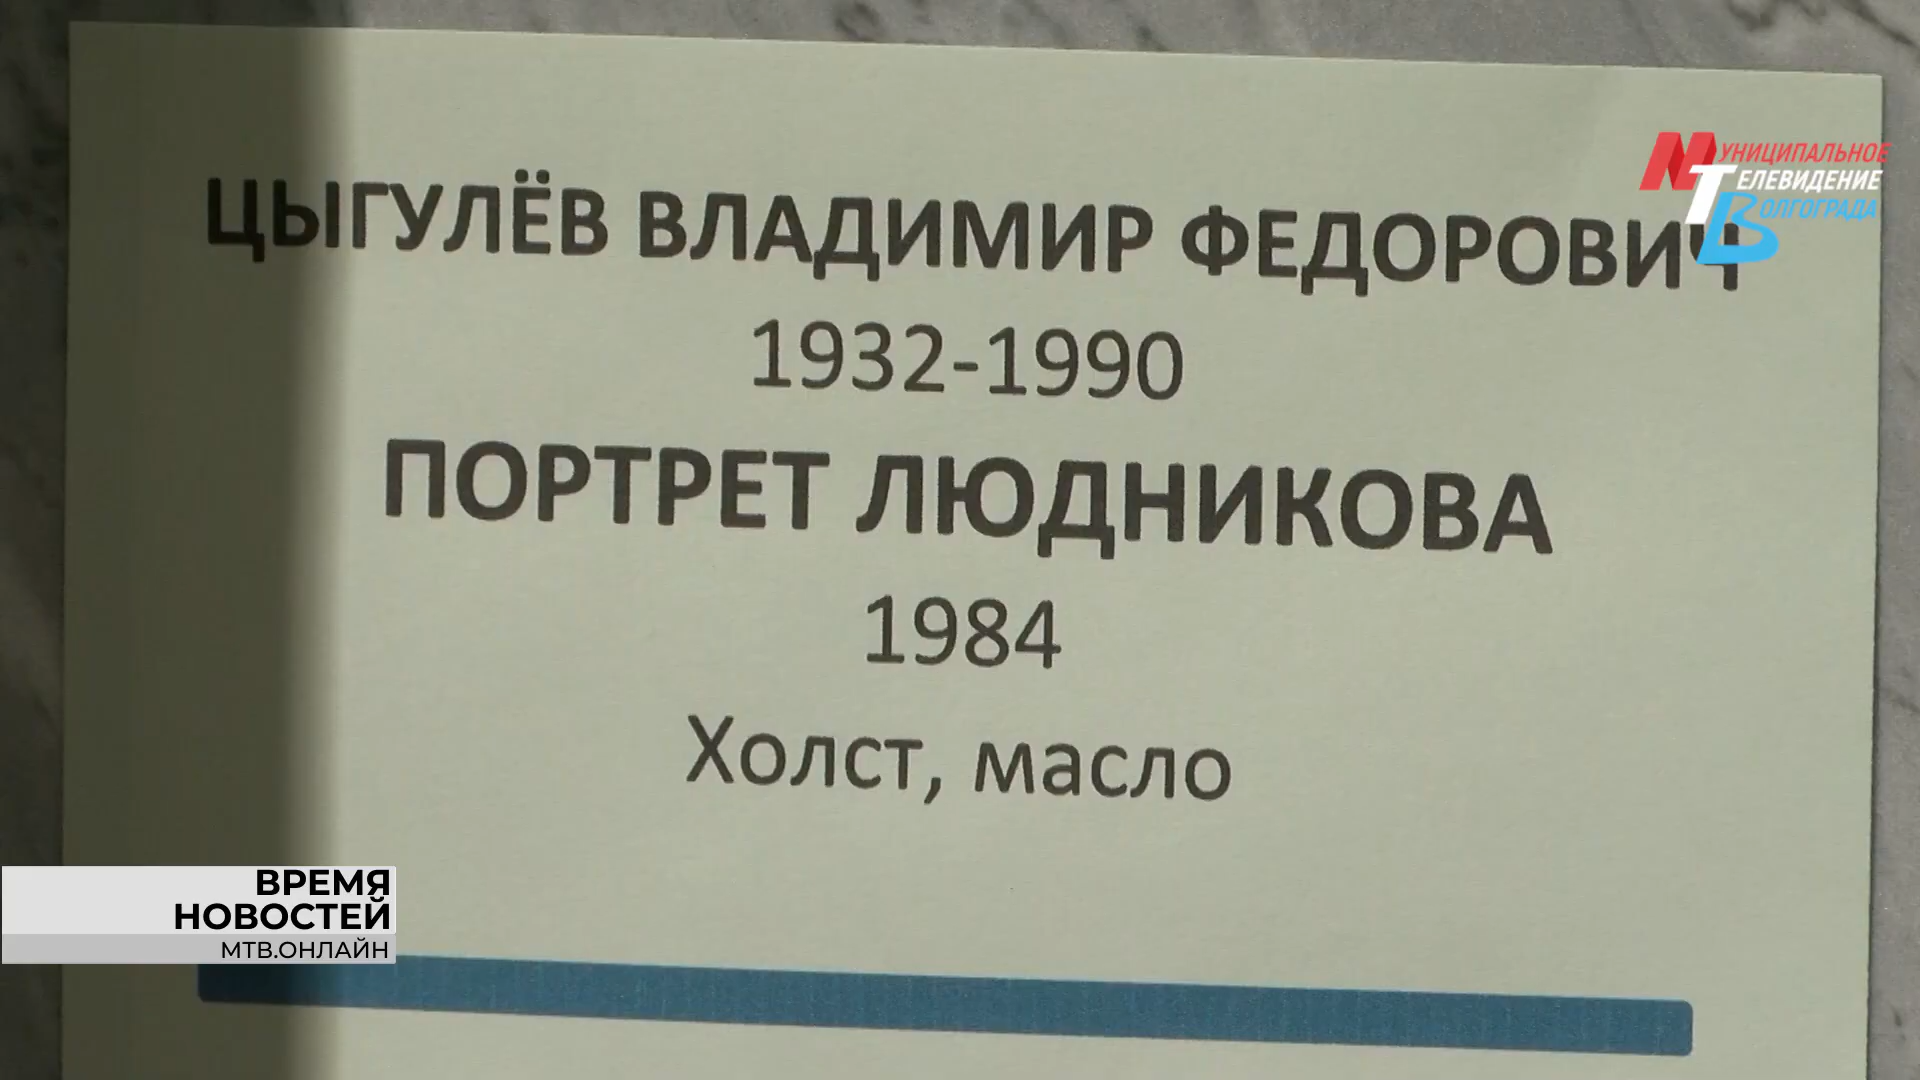 МУНИЦИПАЛЬНОЕ
ТЕЛЕВИДЕНИЕ
ВОЛГОГРАДА
ЦЫГУЛЁВ ВЛАДИМИР ФЕДОРОВИЧ
1932-1990
ПОРТРЕТ ЛЮДНИКОВА
1984
Холст, масло
ВРЕМЯ
НОВОСТЕЙ
МТВ.ОНЛАЙН